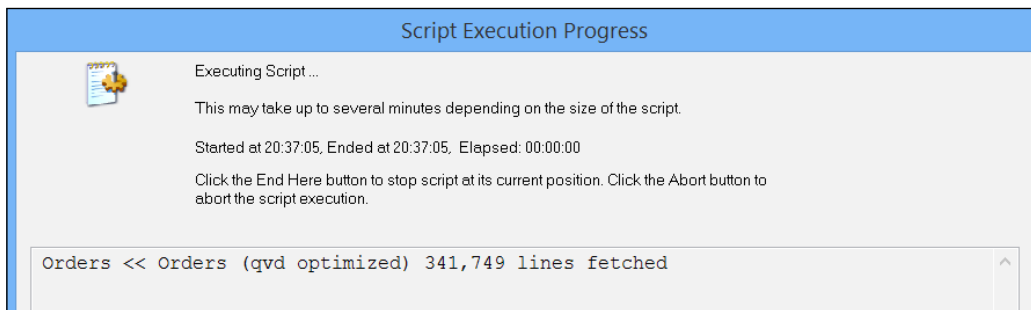 Script Execution Progress
Executing Script ...
This may take up to several minutes depending on the size of the script.
Started at 20:37:05, Ended at 20:37:05, Elapsed: 00:00:00
Click the End Here button to stop script at its current position. Click the Abort button to
abort the script execution.
Orders << Orders (qvd optimized) 341,749 lines fetched